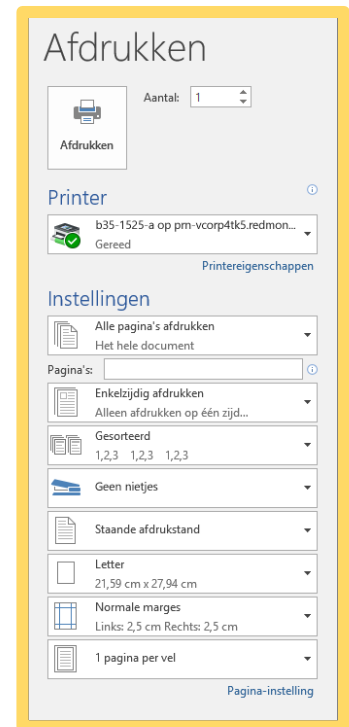 Afdrukken
Aantal: 1
Afdrukken
Printer
b35-1525-a op pm-vcorp4tk5.redmon...
Gereed
Printereigenschappen
Instellingen
Alle pagina's afdrukken
Het hele document
Pagina's:
Enkelzijdig afdrukken
Alleen afdrukken op één zijd...
Gesorteerd
1,2,3 1,2,3 1,2,3
Geen nietjes
Staande afdrukstand
Letter
21,59 cm x 27,94 cm
Normale marges
Links: 2,5 cm Rechts: 2,5 cm
1 pagina per vel
Pagina-instelling